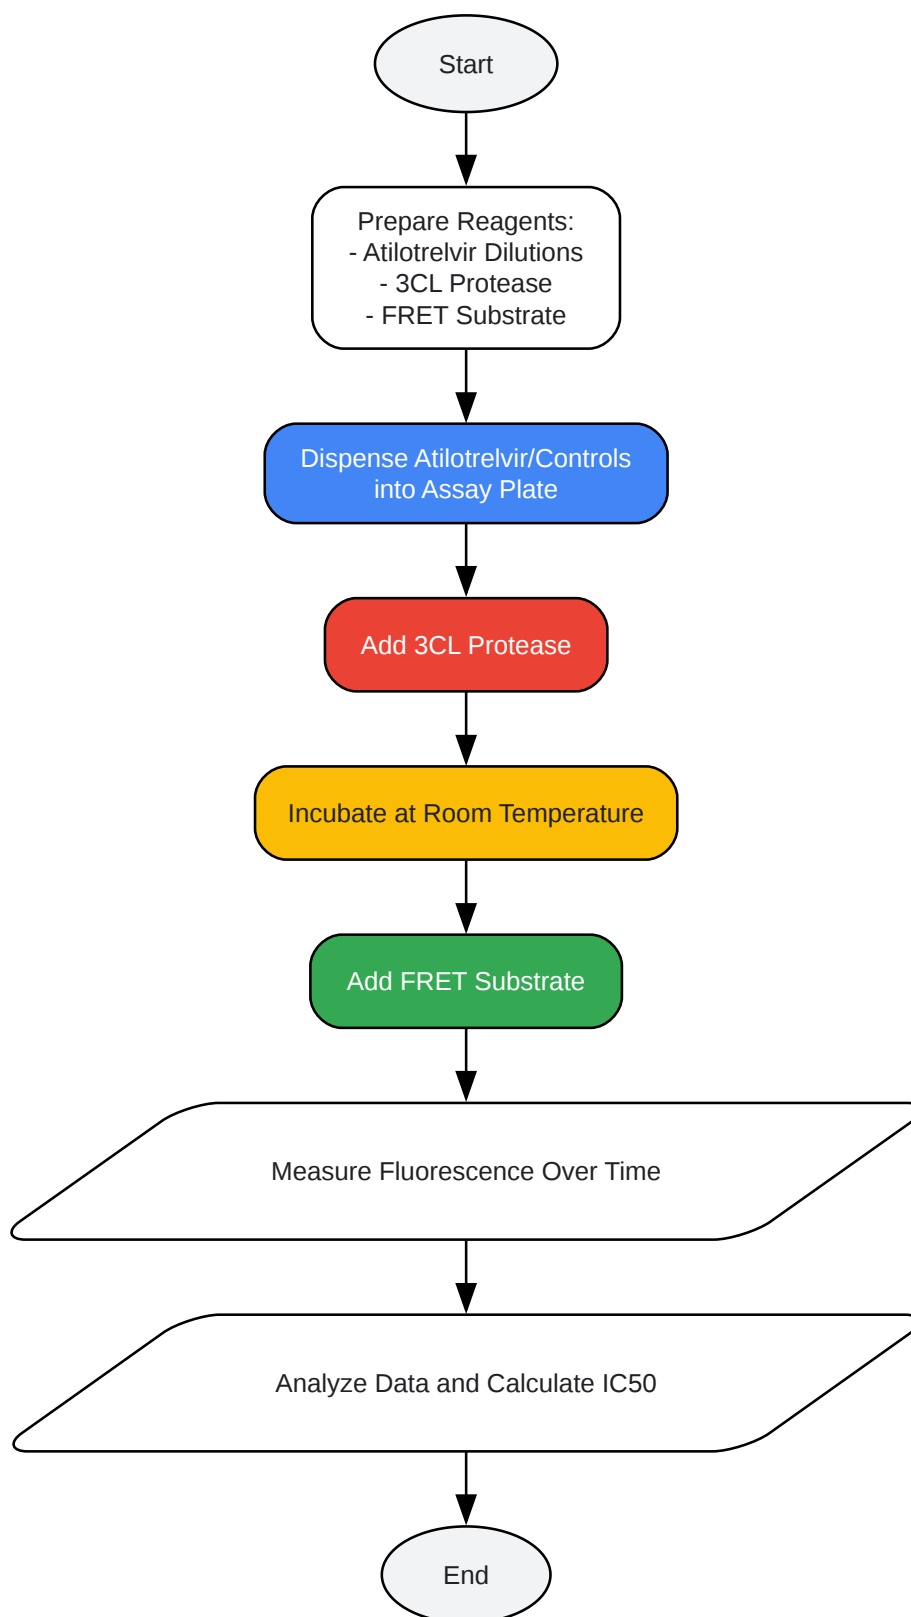 Start
Prepare Reagents:
- Atilotrelvir Dilutions
- 3CL Protease
- FRET Substrate
Dispense Atilotrelvir/Controls
into Assay Plate
Add 3CL Protease
Incubate at Room Temperature
Add FRET Substrate
Measure Fluorescence Over Time
Analyze Data and Calculate IC50
End